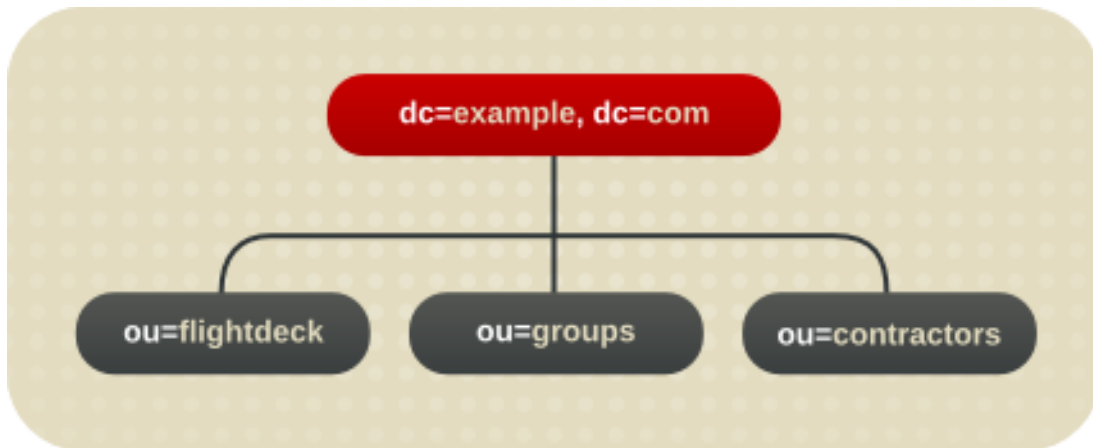 dc=example, dc=com
ou=flightdeck
ou=groups
ou=contractors